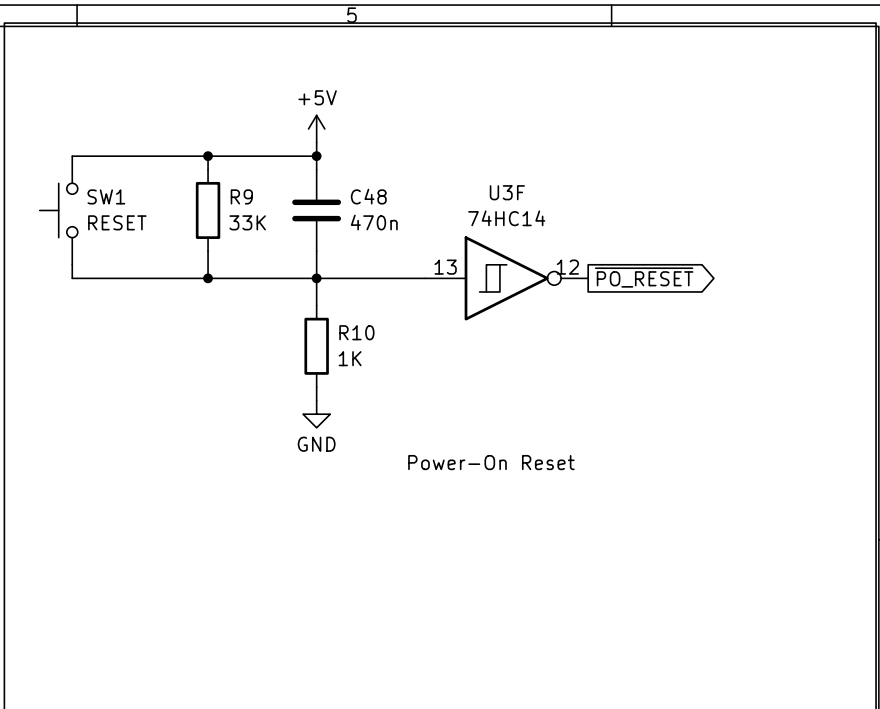 5
+5V
SW1
RESET
R9
33K
C48
470n
U3F
74HC14
13
12
PO_RESET
R10
1K
GND
Power-On Reset